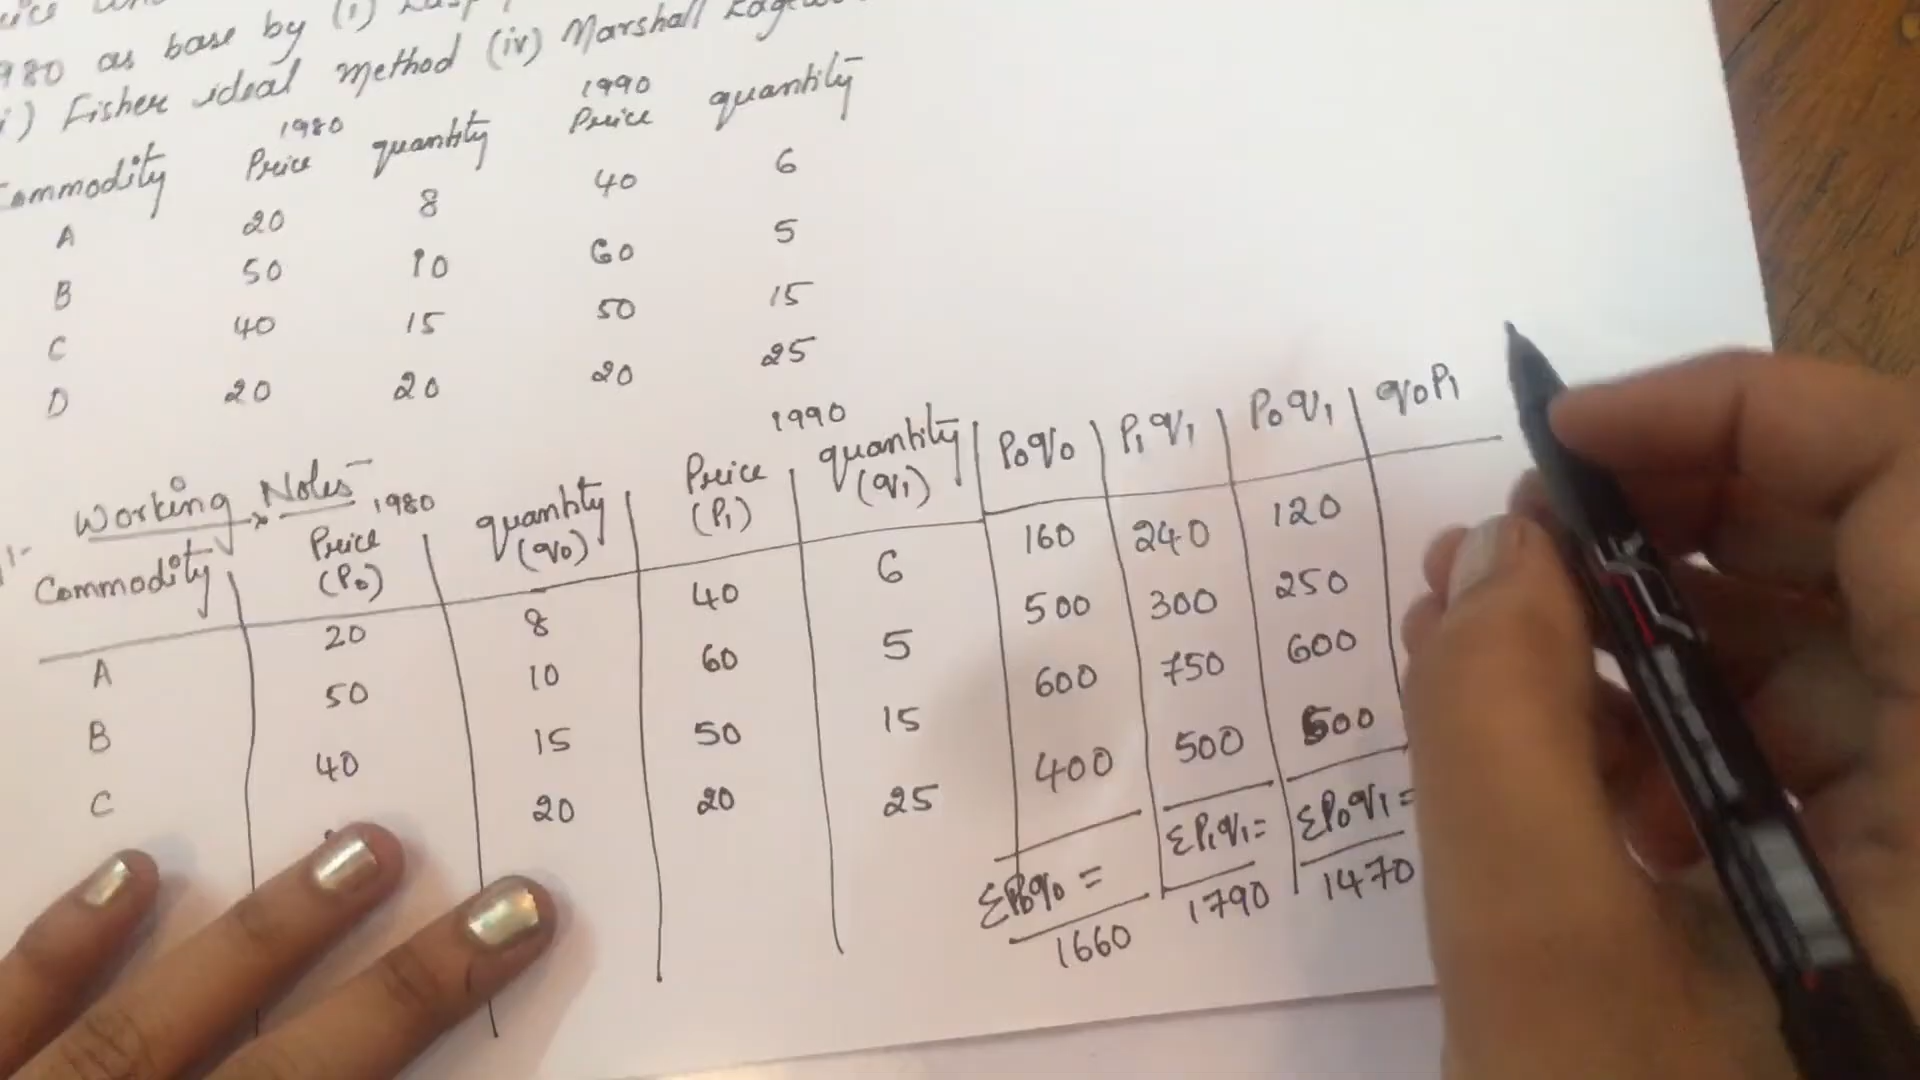 980 as base by (i)
i) Fisher ideal method (iv) Marshall
1980 1990
Commodity Price quantity Price quantity
A 20 8 40 6
B 50 10 60 5
C 40 15 50 15
D 20 20 20 25
Working Notes
1980 1990
Commodity Price (P0) quantity (q0) Price (P1) quantity (q1) P0q0 P1q1 P0q1 q0P1
A 20 8 40 6 160 240 120
B 50 10 60 5 500 300 250
C 40 15 50 15 600 750 600
20 20 25 400 500 500
ΣP0q0 = ΣP1q1= ΣP0q1=
1660 1790 1470